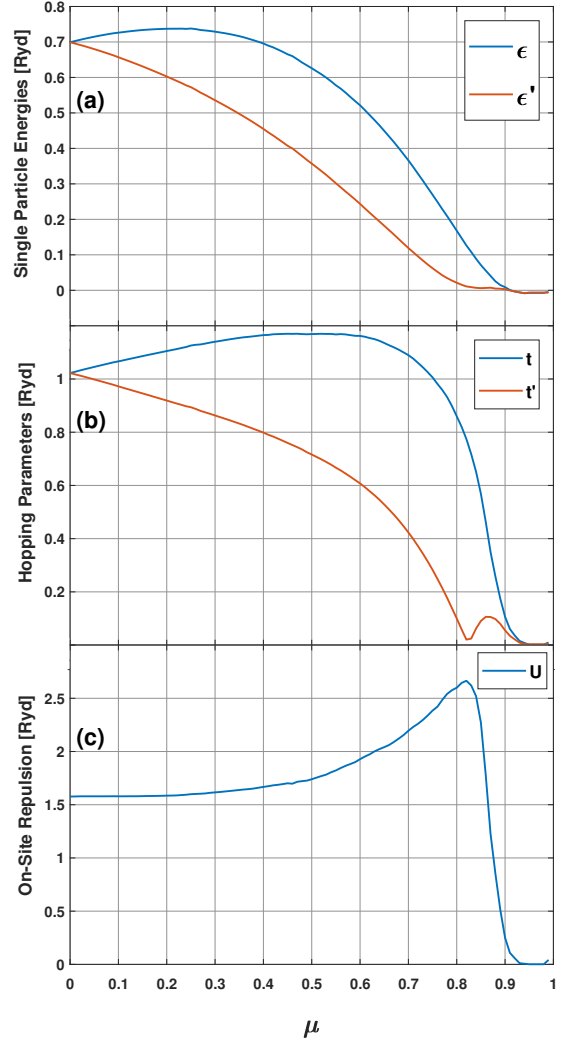 0.8
0.7
0.6
0.5
0.4
0.3
0.2
0.1
0
Single Particle Energies [Ryd]
(a)
ϵ
ϵ'
1
0.8
0.6
0.4
0.2
Hopping Parameters [Ryd]
(b)
t
t'
2.5
2
1.5
1
0.5
0
On-Site Repulsion [Ryd]
(c)
U
0 0.1 0.2 0.3 0.4 0.5 0.6 0.7 0.8 0.9 1
μ